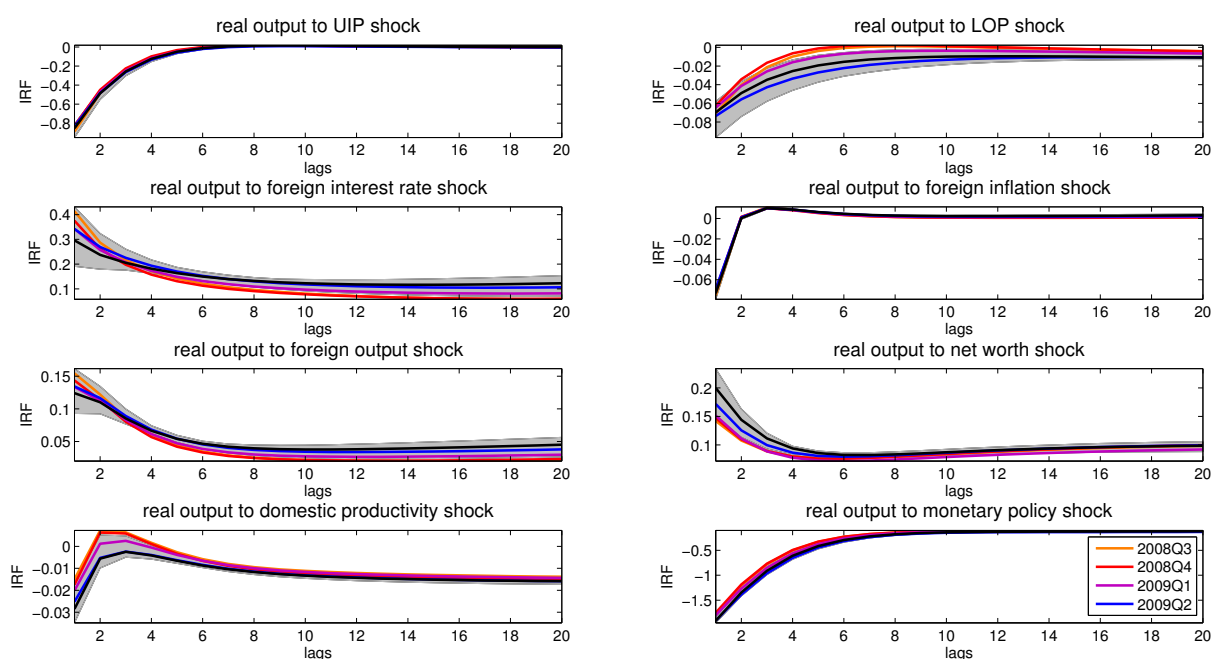 real output to UIP shock
0
−0.2
−0.4
−0.6
−0.8
IRF
2 4 6 8 10 12 14 16 18 20
lags
real output to LOP shock
0
−0.02
−0.04
−0.06
−0.08
IRF
2 4 6 8 10 12 14 16 18 20
lags
real output to foreign interest rate shock
0.4
0.3
0.2
0.1
IRF
2 4 6 8 10 12 14 16 18 20
lags
real output to foreign inflation shock
0
−0.02
−0.04
−0.06
IRF
2 4 6 8 10 12 14 16 18 20
lags
real output to foreign output shock
0.15
0.1
0.05
IRF
2 4 6 8 10 12 14 16 18 20
lags
real output to net worth shock
0.2
0.15
0.1
IRF
2 4 6 8 10 12 14 16 18 20
lags
real output to domestic productivity shock
0
−0.01
−0.02
−0.03
IRF
2 4 6 8 10 12 14 16 18 20
lags
real output to monetary policy shock
−0.5
−1
−1.5
IRF
2 4 6 8 10 12 14 16 18 20
lags
2008Q3
2008Q4
2009Q1
2009Q2